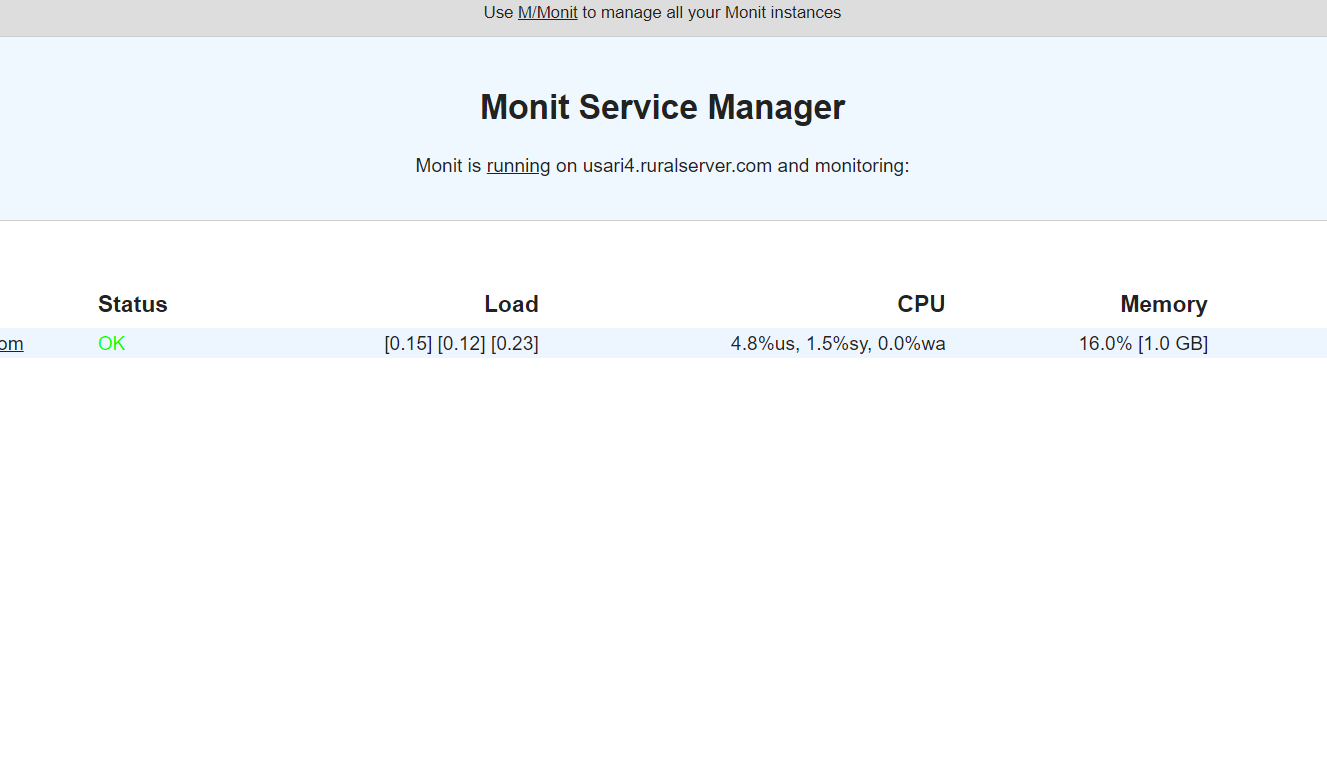 Use M/Monit to manage all your Monit instances
Monit Service Manager
Monit is running on usari4.ruralserver.com and monitoring:
Status Load CPU Memory
om OK [0.15] [0.12] [0.23] 4.8%us, 1.5%sy, 0.0%wa 16.0% [1.0 GB]